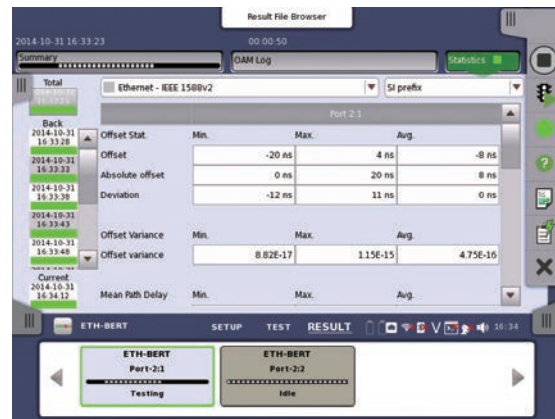 Result File Browser
2014-10-31 16:33:23 00:00:50
Summary OAM Log Statistics
Total
Ethernet - IEEE 1588v2 SI prefix
Port 2:1
Back
2014-10-31
16:33:28
2014-10-31
16:33:33
2014-10-31
16:33:38
2014-10-31
16:33:43
2014-10-31
16:33:48
Current
2014-10-31
16:34:12
Offset Stat. Min. Max. Avg.
Offset -20 ns 4 ns -8 ns
Absolute offset 0 ns 20 ns 8 ns
Deviation -12 ns 11 ns 0 ns
Offset Variance Min. Max. Avg.
Offset variance 8.82E-17 1.15E-15 4.75E-16
Mean Path Delay Min. Max. Avg.
ETH-BERT SETUP TEST RESULT 16:34
ETH-BERT
Port-2:1
Testing
ETH-BERT
Port-2:2
Idle